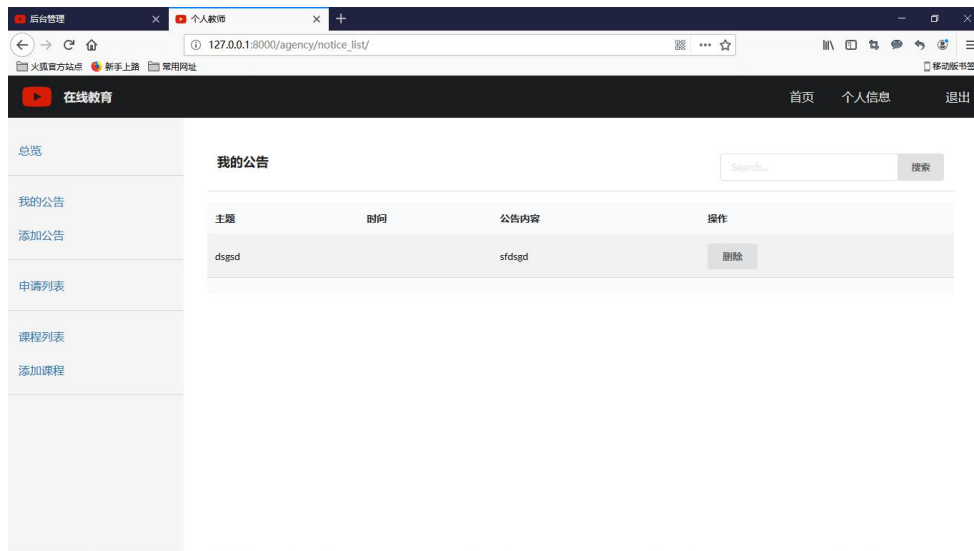 后台管理
个人教师
127.0.0.1:8000/agency/notice_list/
火狐官方站点 新手上路 常用网址
移动版书签
在线教育 首页 个人信息 退出
总览
我的公告
添加公告
申请列表
课程列表
添加课程
我的公告 Search... 搜索
主题 时间 公告内容 操作
dsgsd sfdsgd 删除